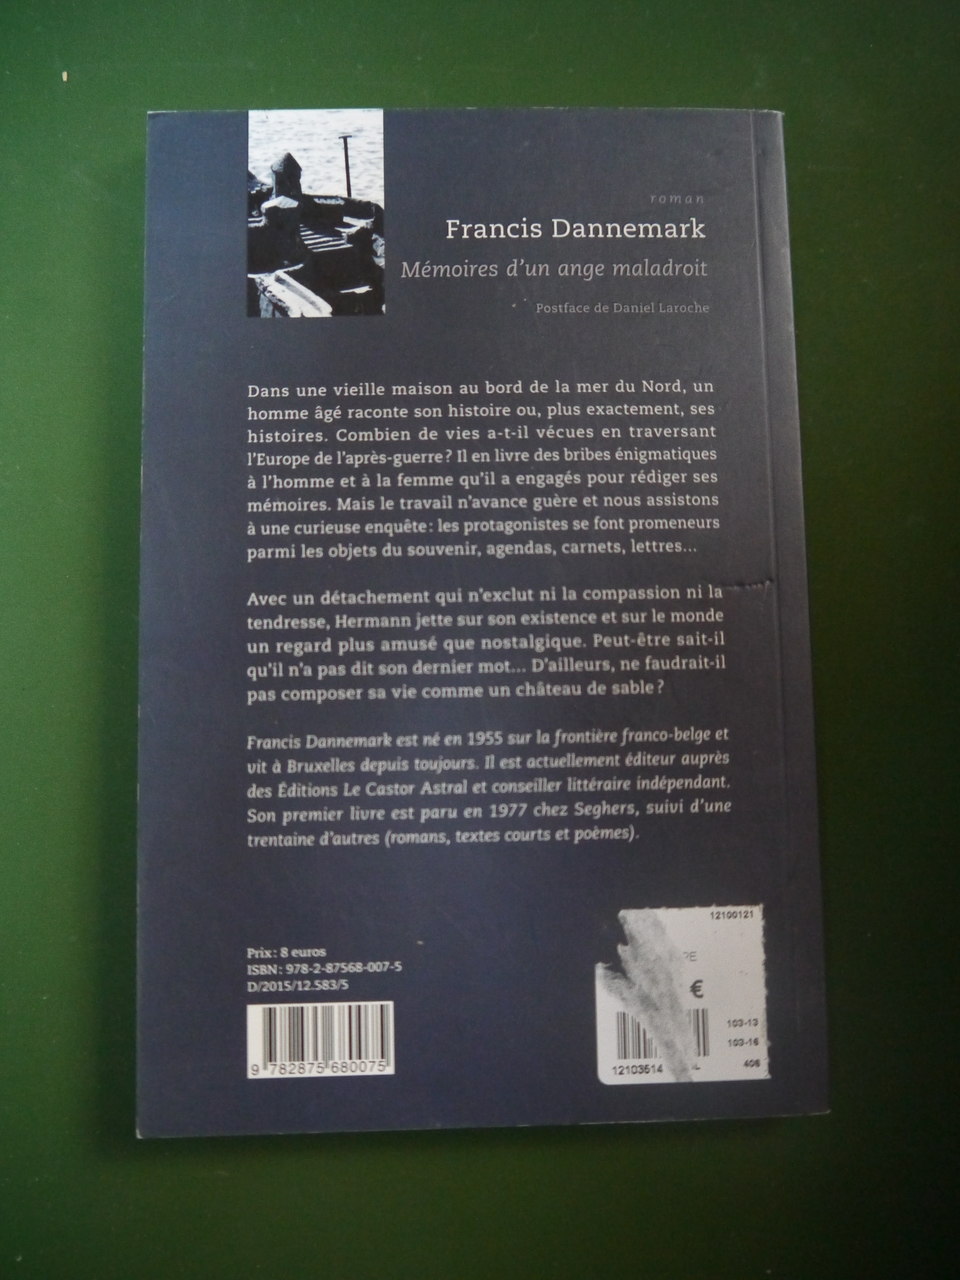 roman
Francis Dannemark
Mémoires d'un ange maladroit
Postface de Daniel Laroche
Dans une vieille maison au bord de la mer du Nord, un
homme âgé raconte son histoire ou, plus exactement, ses
histoires. Combien de vies a-t-il vécues en traversant
l'Europe de l'après-guerre? Il en livre des bribes énigmatiques
à l'homme et à la femme qu'il a engagés pour rédiger ses
mémoires. Mais le travail n'avance guère et nous assistons
à une curieuse enquête: les protagonistes se font promeneurs
parmi les objets du souvenir, agendas, carnets, lettres...
Avec un détachement qui n'exclut ni la compassion ni la
tendresse, Hermann jette sur son existence et sur le monde
un regard plus amusé que nostalgique. Peut-être sait-il
qu'il n'a pas dit son dernier mot... D'ailleurs, ne faudrait-il
pas composer sa vie comme un château de sable?
Francis Dannemark est né en 1955 sur la frontière franco-belge et
vit à Bruxelles depuis toujours. Il est actuellement éditeur auprès
des Éditions Le Castor Astral et conseiller littéraire indépendant.
Son premier livre est paru en 1977 chez Seghers, suivi d'une
trentaine d'autres (romans, textes courts et poèmes).
Prix: 8 euros
ISBN: 978-2-87568-007-5
D/2015/12.583/5
9 782875 680075
12100121
€
103-13
103-16
12103514
406